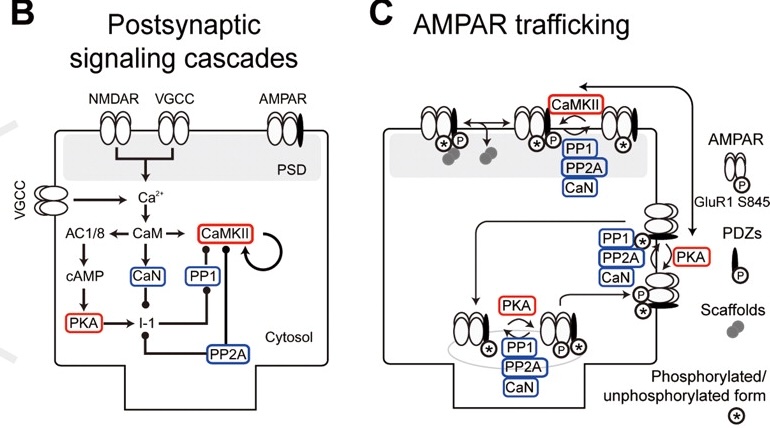 B
Postsynaptic
signaling cascades
NMDAR VGCC AMPAR
PSD
VGCC
Ca2+
AC1/8 CaM CaMKII
cAMP CaN PP1
PKA I-1
Cytosol
PP2A
C
AMPAR trafficking
CaMKII
P P
* * *
PP1
PP2A
CaN
AMPAR
P
GluR1 S845
PDZs
P
Scaffolds
Phosphorylated/
unphosphorylated form
*
PP1 *
PP2A PKA
CaN
P
*
PKA
* P *
PP1
PP2A
CaN